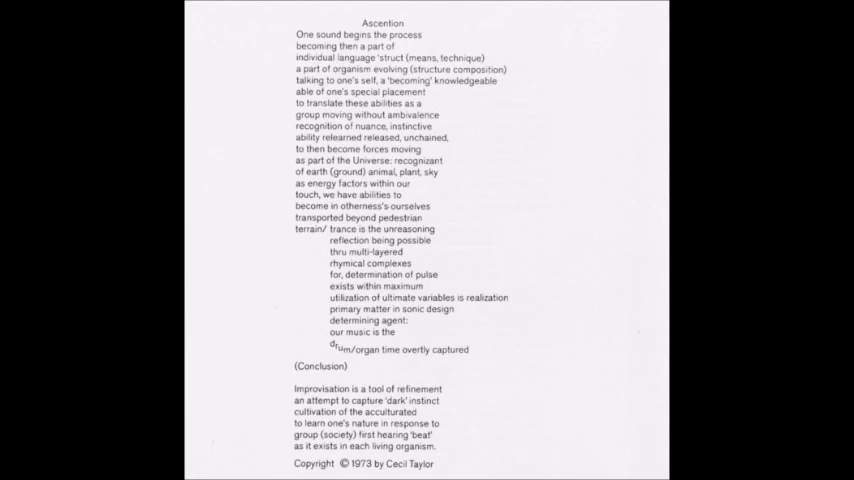 Ascention
One sound begins the process
becoming then a part of
individual language 'struct (means, technique)
a part of organism evolving (structure composition)
talking to one's self, a 'becoming' knowledgeable
able of one's special placement
to translate these abilities as a
group moving without ambivalence
recognition of nuance, instinctive
ability relearned released, unchained,
to then become forces moving
as part of the Universe: recognizant
of earth (ground) animal, plant, sky
as energy factors within our
touch, we have abilities to
become in otherness's ourselves
transported beyond pedestrian
terrain/ trance is the unreasoning
reflection being possible
thru multi-layered
rhymical complexes
for, determination of pulse
exists within maximum
utilization of ultimate variables is realization
primary matter in sonic design
determining agent:
our music is the
drum/organ time overtly captured
(Conclusion)
Improvisation is a tool of refinement
an attempt to capture 'dark' instinct
cultivation of the acculturated
to learn one's nature in response to
group (society) first hearing 'beat'
as it exists in each living organism.
Copyright © 1973 by Cecil Taylor